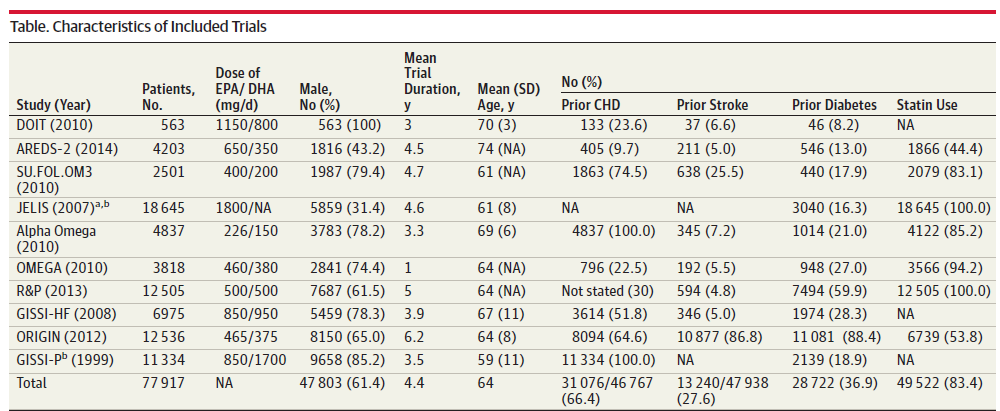 Table. Characteristics of Included Trials
Study (Year) Patients, No. Dose of EPA/ DHA (mg/d) Male, No (%) Mean Trial Duration, y Mean (SD) Age, y No (%) Prior CHD Prior Stroke Prior Diabetes Statin Use
DOIT (2010) 563 1150/800 563 (100) 3 70 (3) 133 (23.6) 37 (6.6) 46 (8.2) NA
AREDS-2 (2014) 4203 650/350 1816 (43.2) 4.5 74 (NA) 405 (9.7) 211 (5.0) 546 (13.0) 1866 (44.4)
SU.FOL.OM3 (2010) 2501 400/200 1987 (79.4) 4.7 61 (NA) 1863 (74.5) 638 (25.5) 440 (17.9) 2079 (83.1)
JELIS (2007)a,b 18 645 1800/NA 5859 (31.4) 4.6 61 (8) NA NA 3040 (16.3) 18 645 (100.0)
Alpha Omega (2010) 4837 226/150 3783 (78.2) 3.3 69 (6) 4837 (100.0) 345 (7.2) 1014 (21.0) 4122 (85.2)
OMEGA (2010) 3818 460/380 2841 (74.4) 1 64 (NA) 796 (22.5) 192 (5.5) 948 (27.0) 3566 (94.2)
R&P (2013) 12 505 500/500 7687 (61.5) 5 64 (NA) Not stated (30) 594 (4.8) 7494 (59.9) 12 505 (100.0)
GISSI-HF (2008) 6975 850/950 5459 (78.3) 3.9 67 (11) 3614 (51.8) 346 (5.0) 1974 (28.3) NA
ORIGIN (2012) 12 536 465/375 8150 (65.0) 6.2 64 (8) 8094 (64.6) 10 877 (86.8) 11 081 (88.4) 6739 (53.8)
GISSI-Pb (1999) 11 334 850/1700 9658 (85.2) 3.5 59 (11) 11 334 (100.0) NA 2139 (18.9) NA
Total 77 917 NA 47 803 (61.4) 4.4 64 31 076/46 767 (66.4) 13 240/47 938 (27.6) 28 722 (36.9) 49 522 (83.4)